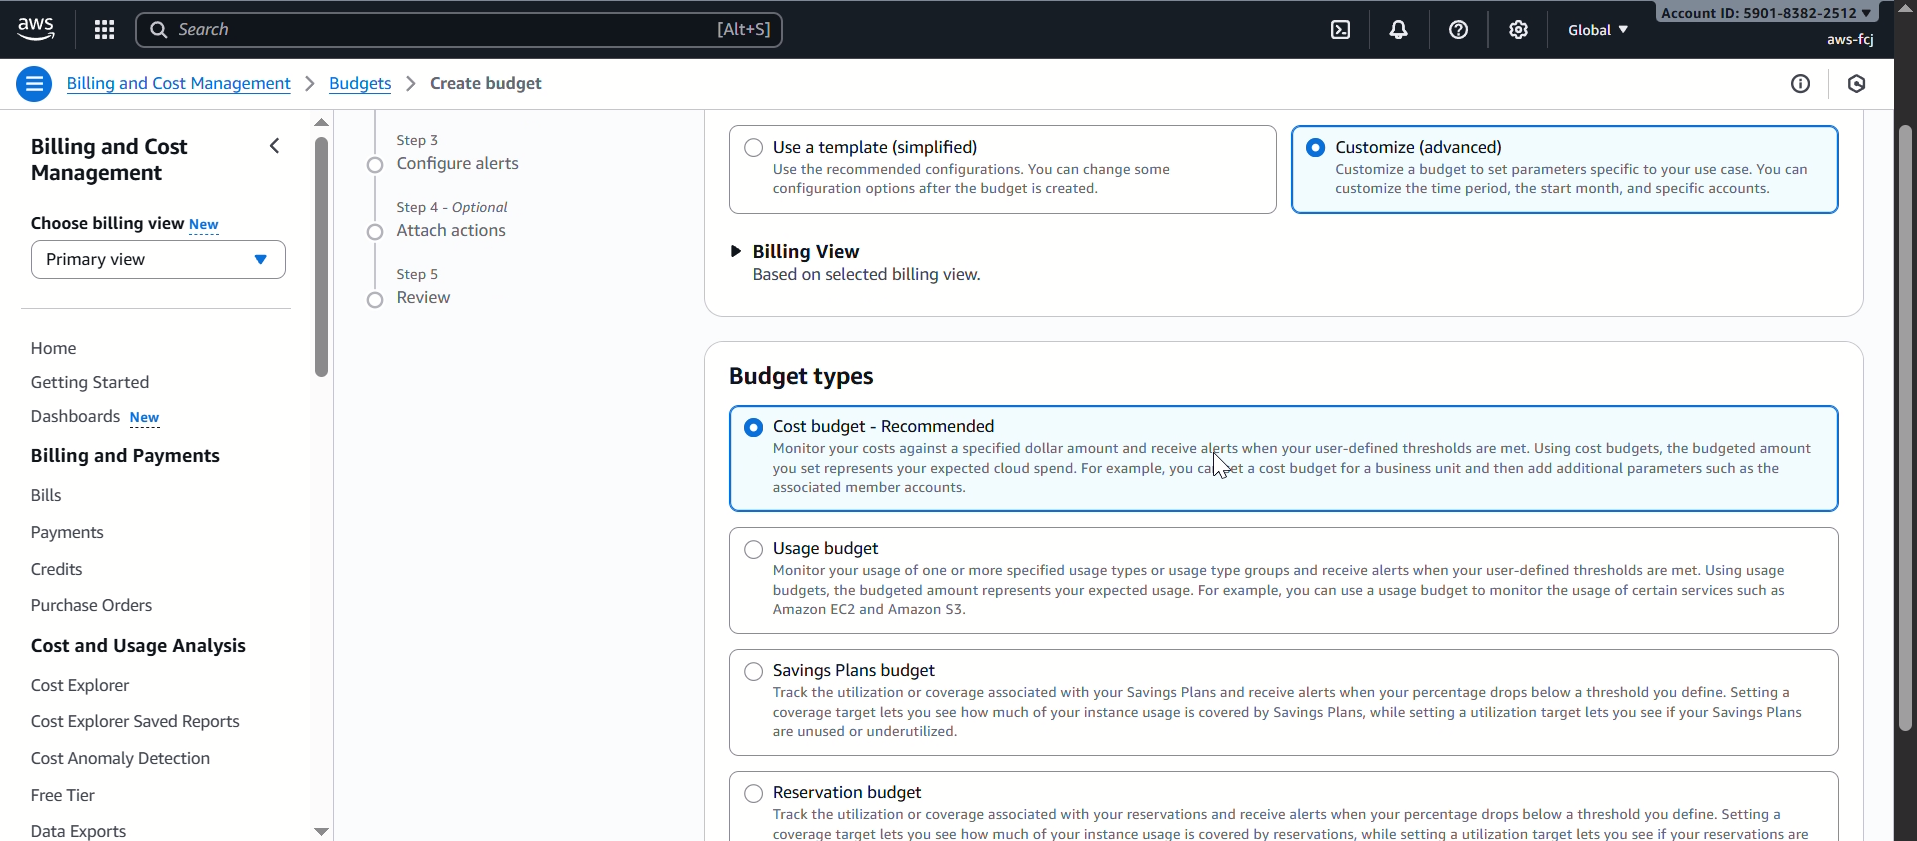 aws
Search
[Alt+S]
Global
Account ID: 5901-8382-2512
aws-fcj
Billing and Cost Management
Budgets
Create budget
Billing and Cost
Management
Choose billing view New
Primary view
Home
Getting Started
Dashboards New
Billing and Payments
Bills
Payments
Credits
Purchase Orders
Cost and Usage Analysis
Cost Explorer
Cost Explorer Saved Reports
Cost Anomaly Detection
Free Tier
Data Exports
Step 3
Configure alerts
Step 4 - Optional
Attach actions
Step 5
Review
Use a template (simplified)
Use the recommended configurations. You can change some
configuration options after the budget is created.
Customize (advanced)
Customize a budget to set parameters specific to your use case. You can
customize the time period, the start month, and specific accounts.
Billing View
Based on selected billing view.
Budget types
Cost budget - Recommended
Monitor your costs against a specified dollar amount and receive alerts when your user-defined thresholds are met. Using cost budgets, the budgeted amount
you set represents your expected cloud spend. For example, you can set a cost budget for a business unit and then add additional parameters such as the
associated member accounts.
Usage budget
Monitor your usage of one or more specified usage types or usage type groups and receive alerts when your user-defined thresholds are met. Using usage
budgets, the budgeted amount represents your expected usage. For example, you can use a usage budget to monitor the usage of certain services such as
Amazon EC2 and Amazon S3.
Savings Plans budget
Track the utilization or coverage associated with your Savings Plans and receive alerts when your percentage drops below a threshold you define. Setting a
coverage target lets you see how much of your instance usage is covered by Savings Plans, while setting a utilization target lets you see if your Savings Plans
are unused or underutilized.
Reservation budget
Track the utilization or coverage associated with your reservations and receive alerts when your percentage drops below a threshold you define. Setting a
coverage target lets you see how much of your instance usage is covered by reservations, while setting a utilization target lets you see if your reservations are